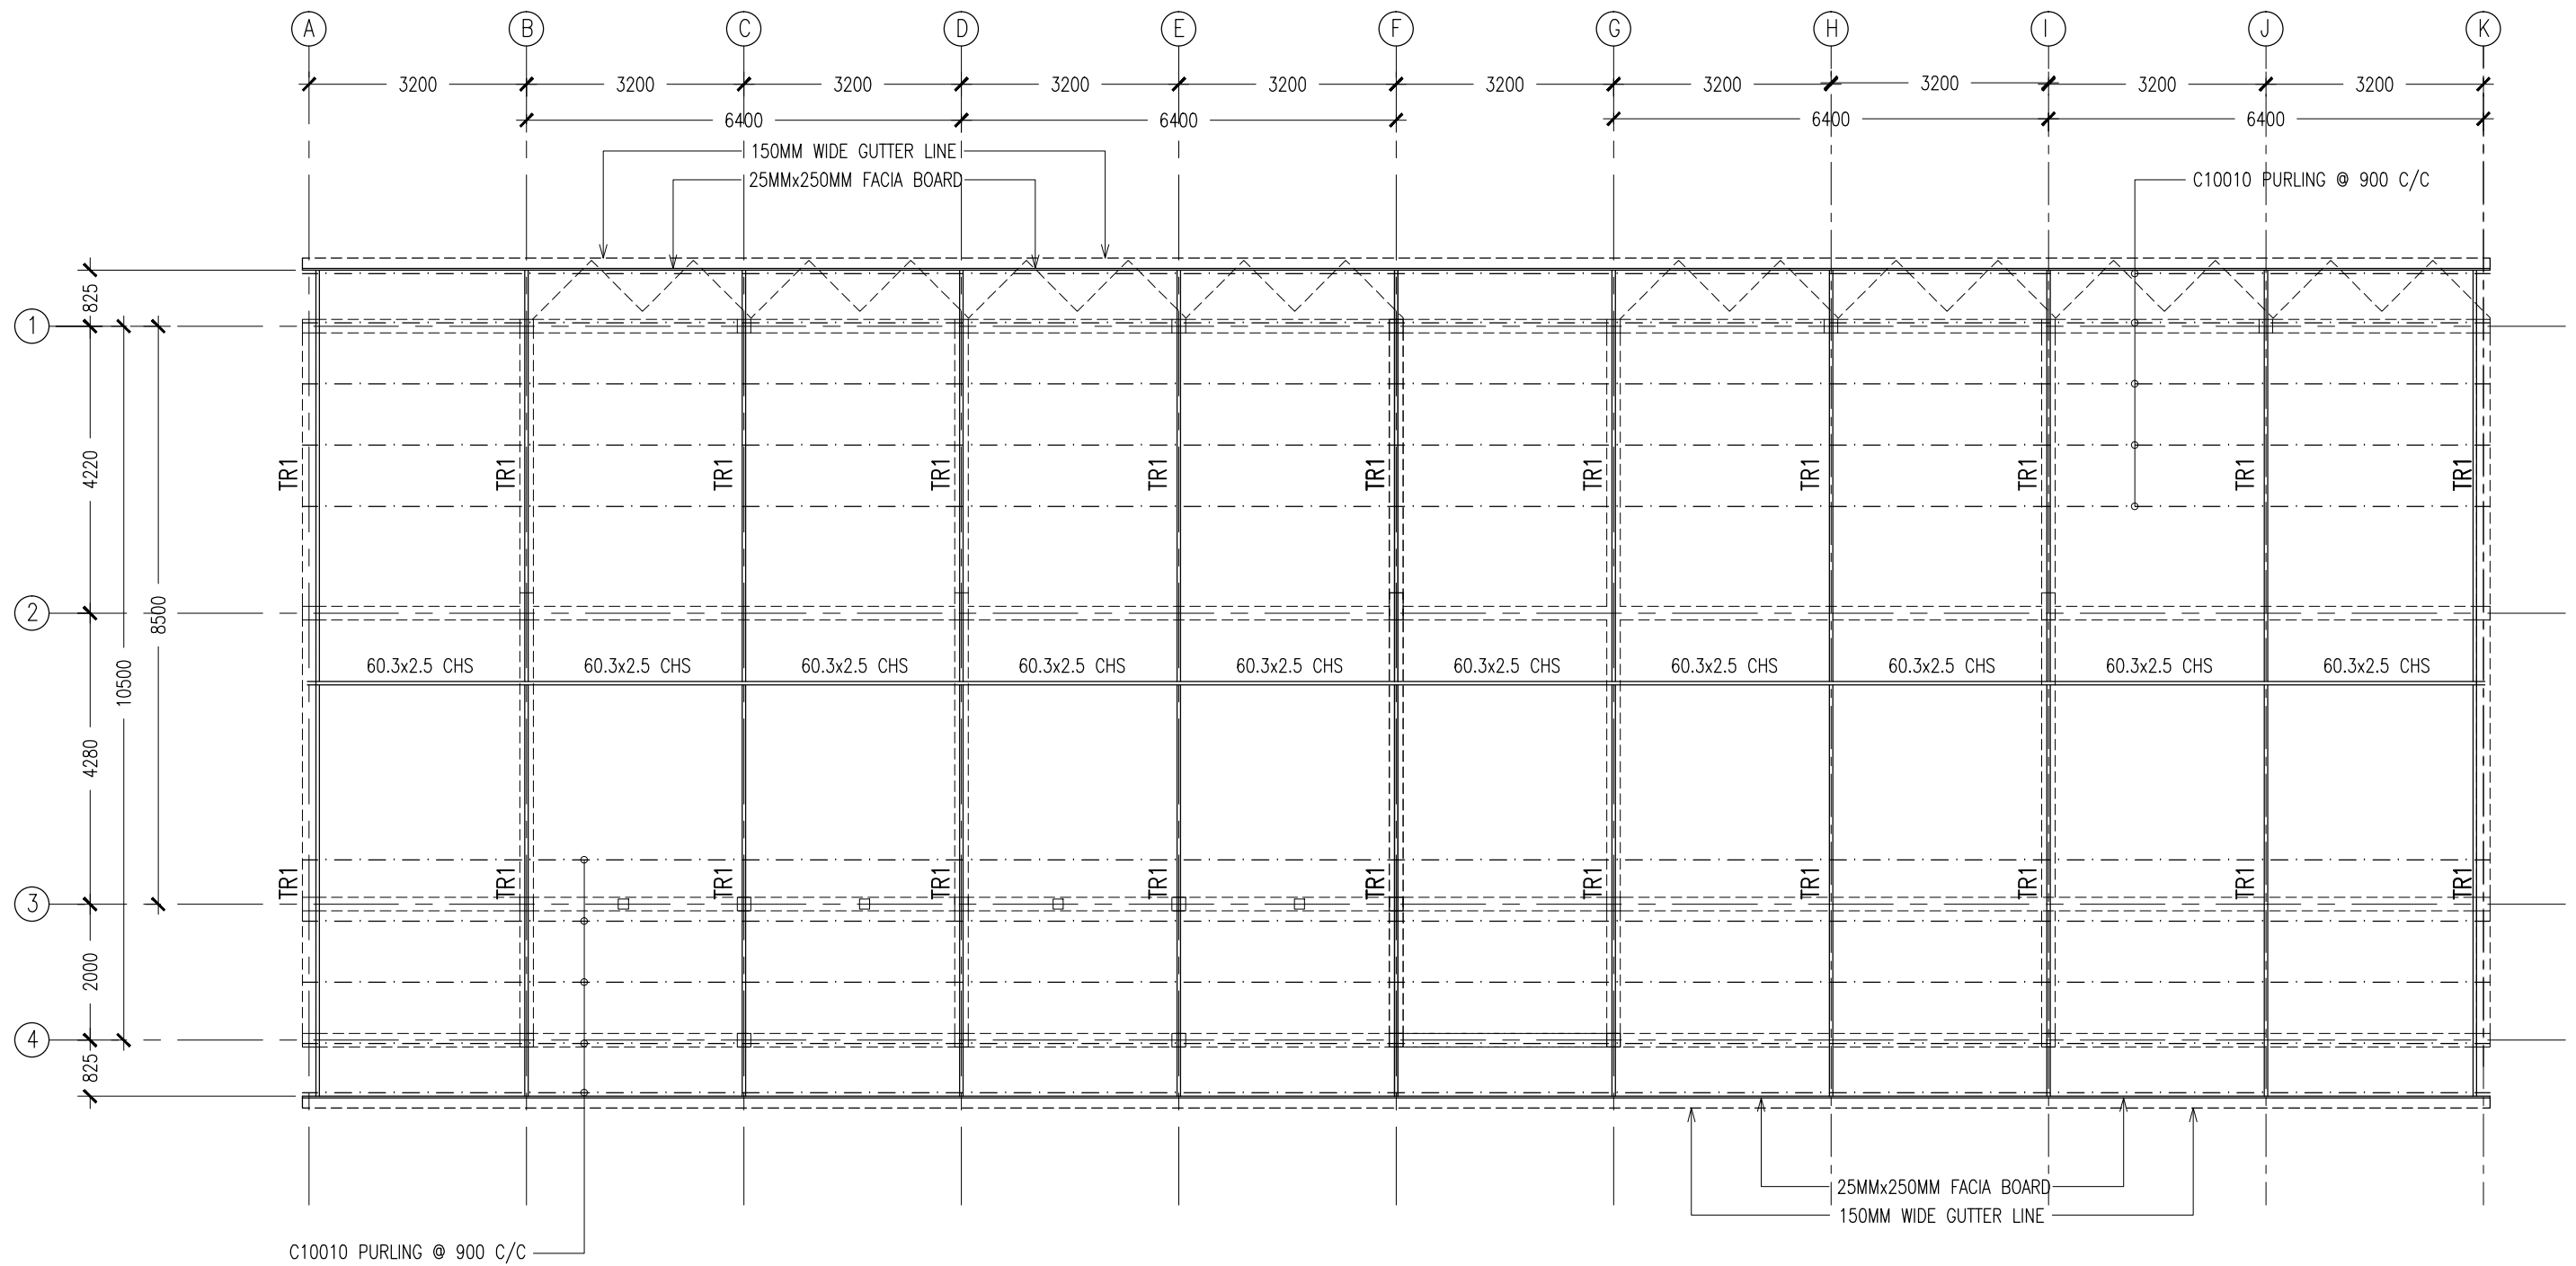 A B C D E F G H I J K
3200 3200 3200 3200 3200 3200 3200 3200 3200 3200
6400 6400 6400 6400
150MM WIDE GUTTER LINE
25MMx250MM FACIA BOARD
C10010 PURLING @ 900 C/C
825
1
4220
8500
TR1 TR1 TR1 TR1 TR1 TR1 TR1 TR1 TR1 TR1 TR1
2
10500
60.3x2.5 CHS 60.3x2.5 CHS 60.3x2.5 CHS 60.3x2.5 CHS 60.3x2.5 CHS 60.3x2.5 CHS 60.3x2.5 CHS 60.3x2.5 CHS 60.3x2.5 CHS 60.3x2.5 CHS
4280
TR1 TR1 TR1 TR1 TR1 TR1 TR1 TR1 TR1 TR1 TR1
3
2000
4
825
25MMx250MM FACIA BOARD
150MM WIDE GUTTER LINE
C10010 PURLING @ 900 C/C